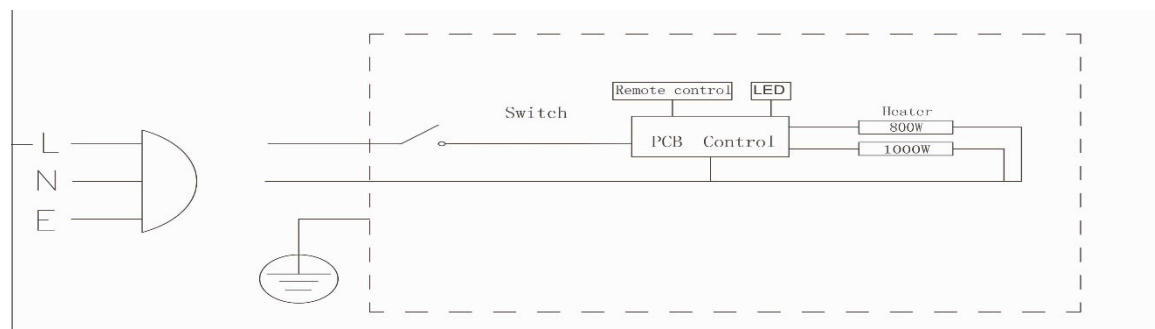 Remote control
LED
Switch
Heater
800W
L
PCB Control
1000W
N
E